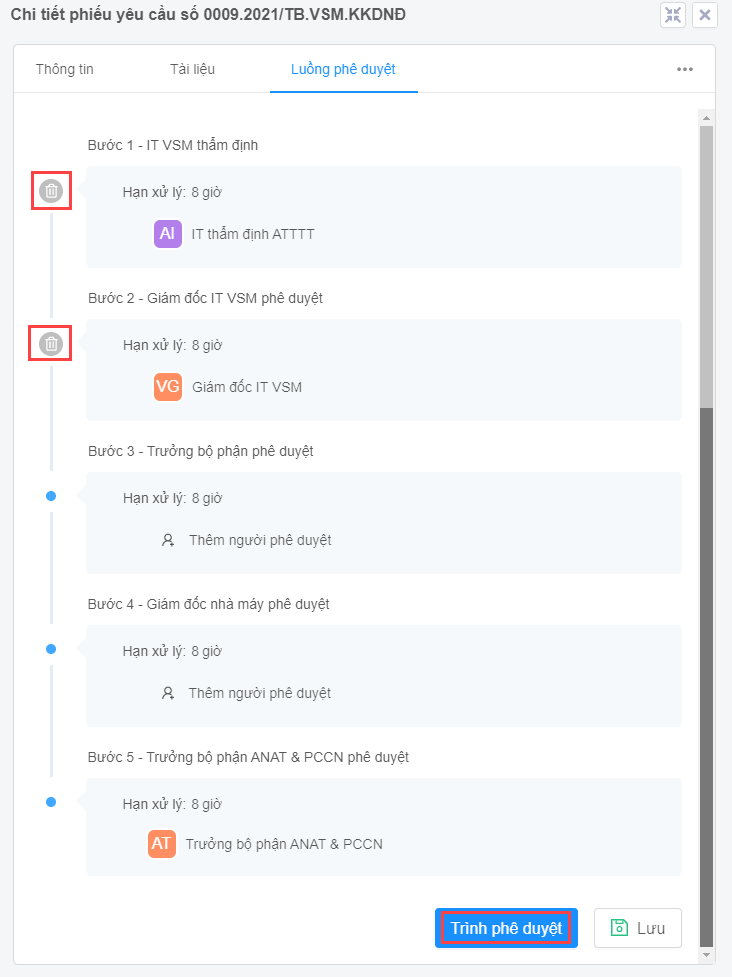 Chi tiết phiếu yêu cầu số 0009.2021/TB.VSM.KKDNĐ
Thông tin
Tài liệu
Luồng phê duyệt
Bước 1 - IT VSM thẩm định
Hạn xử lý: 8 giờ
AI IT thẩm định ATTTT
Bước 2 - Giám đốc IT VSM phê duyệt
Hạn xử lý: 8 giờ
VG Giám đốc IT VSM
Bước 3 - Trưởng bộ phận phê duyệt
Hạn xử lý: 8 giờ
Thêm người phê duyệt
Bước 4 - Giám đốc nhà máy phê duyệt
Hạn xử lý: 8 giờ
Thêm người phê duyệt
Bước 5 - Trưởng bộ phận ANAT & PCCN phê duyệt
Hạn xử lý: 8 giờ
AT Trưởng bộ phận ANAT & PCCN
Trình phê duyệt
Lưu